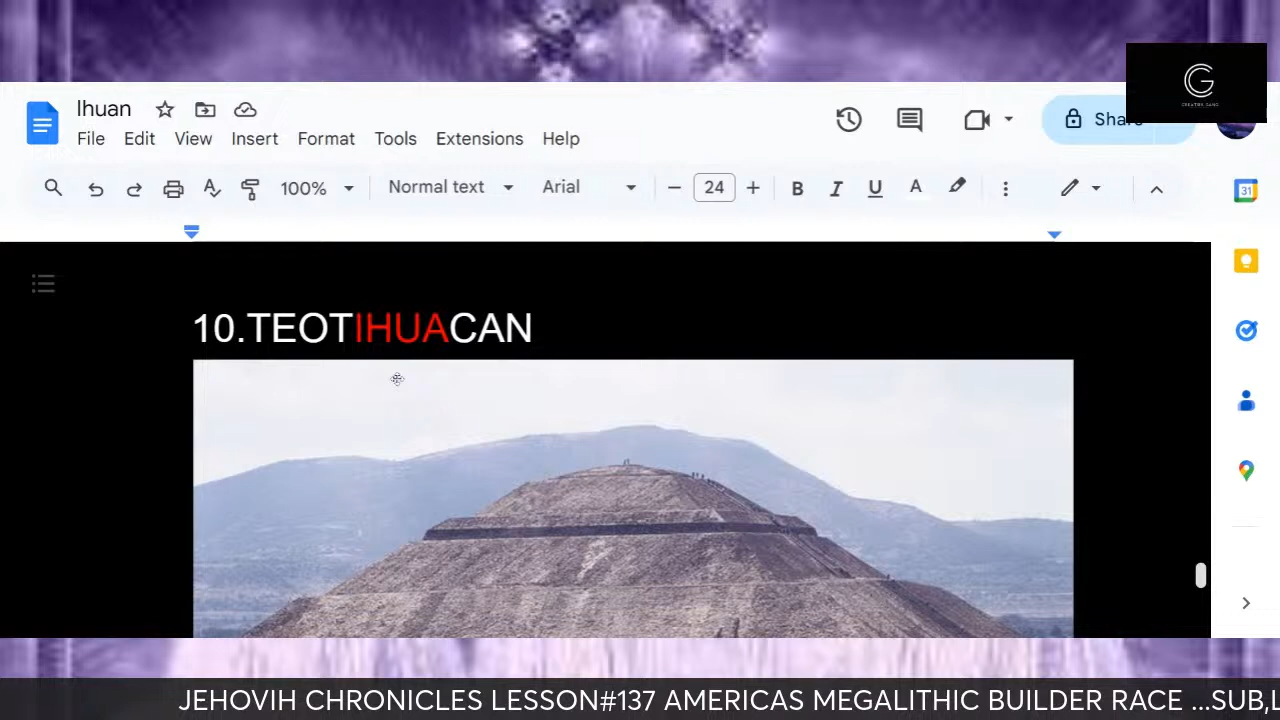 Ihuan
Share
File Edit View Insert Format Tools Extensions Help
100% Normal text Arial 24 B I U A
31
10.TEOTIHUACAN
JEHOVIH CHRONICLES LESSON#137 AMERICAS MEGALITHIC BUILDER RACE ...SUB,L